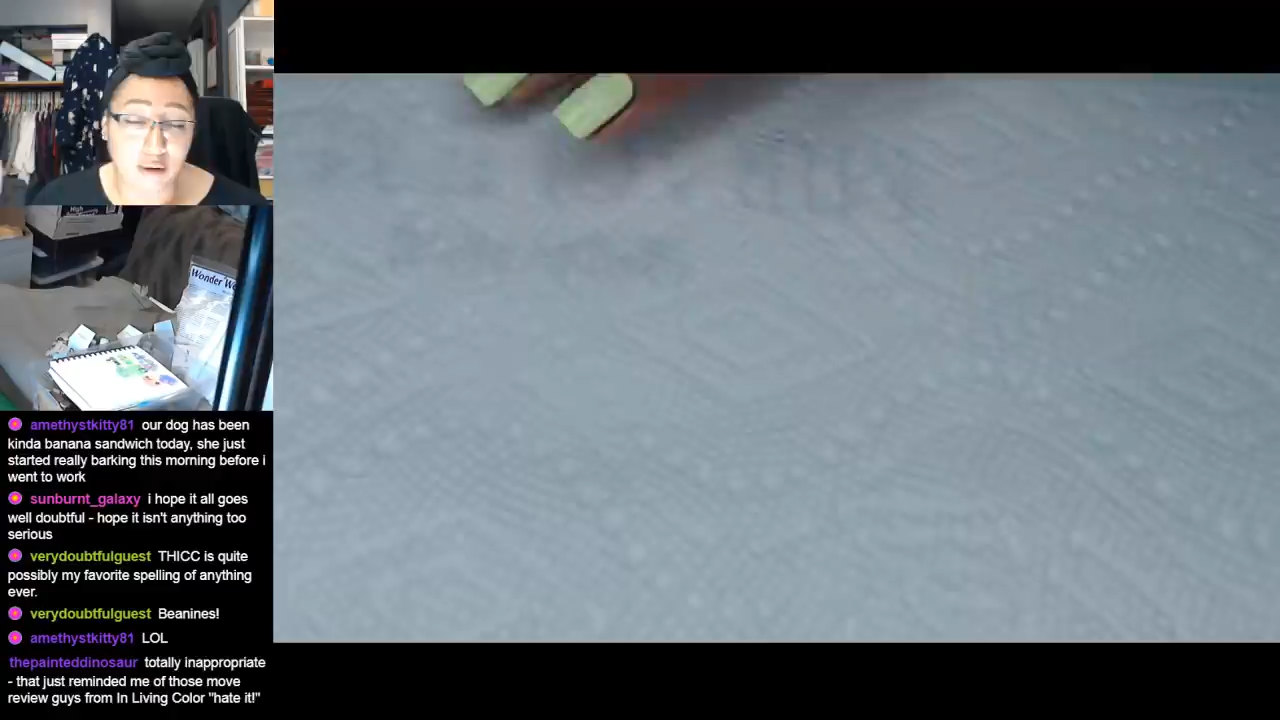 High
Wonder We
amethystkitty81 our dog has been
kinda banana sandwich today, she just
started really barking this morning before i
went to work
sunburnt_galaxy i hope it all goes
well doubtful - hope it isn't anything too
serious
verydoubtfulguest THICC is quite
possibly my favorite spelling of anything
ever.
verydoubtfulguest Beanines!
amethystkitty81 LOL
thepainteddinosaur totally inappropriate
- that just reminded me of those move
review guys from In Living Color "hate it!"